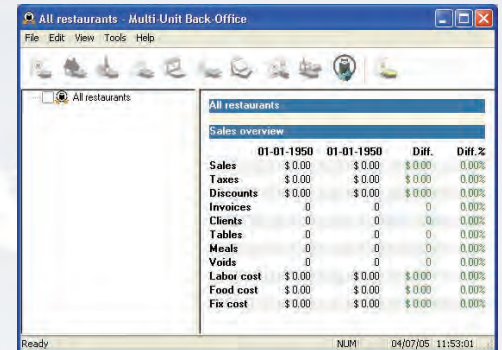 All restaurants - Multi-Unit Back-Office
File Edit View Tools Help
All restaurants
All restaurants
Sales overview
01-01-1950 01-01-1950 Diff. Diff.%
Sales $ 0.00 $ 0.00 $ 0.00 0.00%
Taxes $ 0.00 $ 0.00 $ 0.00 0.00%
Discounts $ 0.00 $ 0.00 $ 0.00 0.00%
Invoices .0 .0 0 0.00%
Clients .0 .0 0 0.00%
Tables .0 .0 0 0.00%
Meals .0 .0 0 0.00%
Voids .0 .0 0 0.00%
Labor cost $ 0.00 $ 0.00 $ 0.00 0.00%
Food cost $ 0.00 $ 0.00 $ 0.00 0.00%
Fix cost $ 0.00 $ 0.00 $ 0.00 0.00%
Ready NUM 04/07/05 11:53:01